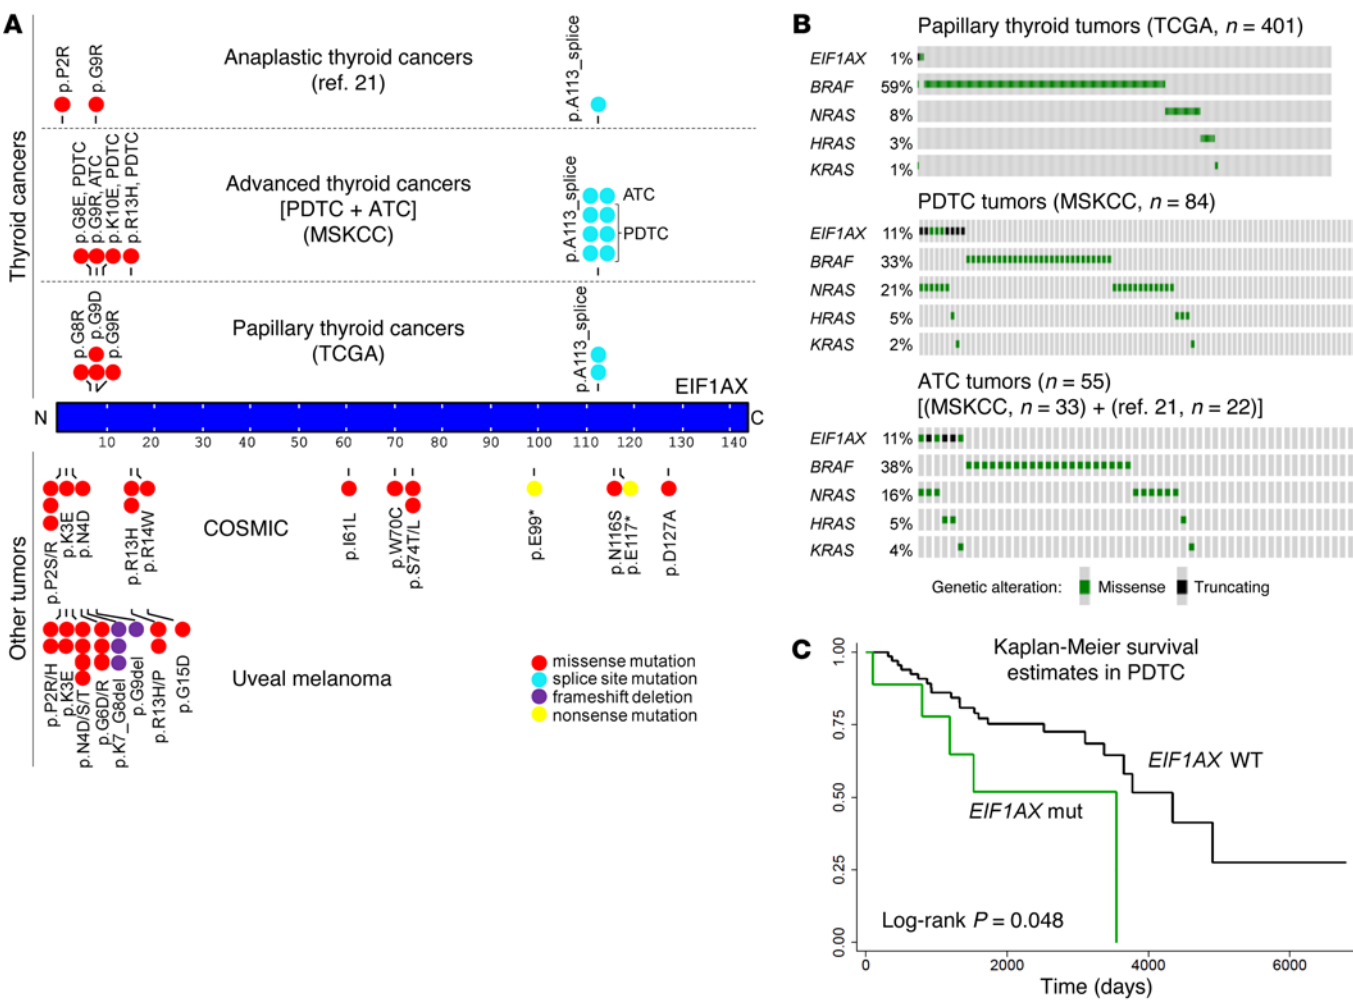 A
Thyroid cancers
p.P2R
p.G9R
Anaplastic thyroid cancers
(ref. 21)
p.A113_splice
p.G8E, PDTC
p.G9R, ATC
p.K10E, PDTC
p.R13H, PDTC
Advanced thyroid cancers
[PDTC + ATC]
(MSKCC)
p.A113_splice
p.A113_splice
ATC
PDTC
p.G8R
p.G9D
p.G9R
Papillary thyroid cancers
(TCGA)
p.A113_splice
EIF1AX
N
C
10 20 30 40 50 60 70 80 90 100 110 120 130 140
Other tumors
p.P2S/R
p.K3E
p.N4D
p.R13H
p.R14W
COSMIC
p.I61L
p.W70C
p.S74T/L
p.E99*
p.N116S
p.E117*
p.D127A
p.P2R/H
p.K3E
p.N4D/S/T
p.G6D/R
p.K7_G8del
p.G9del
p.R13H/P
p.G15D
Uveal melanoma
missense mutation
splice site mutation
frameshift deletion
nonsense mutation
B
Papillary thyroid tumors (TCGA, n = 401)
EIF1AX 1%
BRAF 59%
NRAS 8%
HRAS 3%
KRAS 1%
PDTC tumors (MSKCC, n = 84)
EIF1AX 11%
BRAF 33%
NRAS 21%
HRAS 5%
KRAS 2%
ATC tumors (n = 55)
[(MSKCC, n = 33) + (ref. 21, n = 22)]
EIF1AX 11%
BRAF 38%
NRAS 16%
HRAS 5%
KRAS 4%
Genetic alteration: Missense Truncating
C
Kaplan-Meier survival
estimates in PDTC
1.00
0.75
0.50
0.25
0.00
EIF1AX WT
EIF1AX mut
Log-rank P = 0.048
0 2000 4000 6000
Time (days)